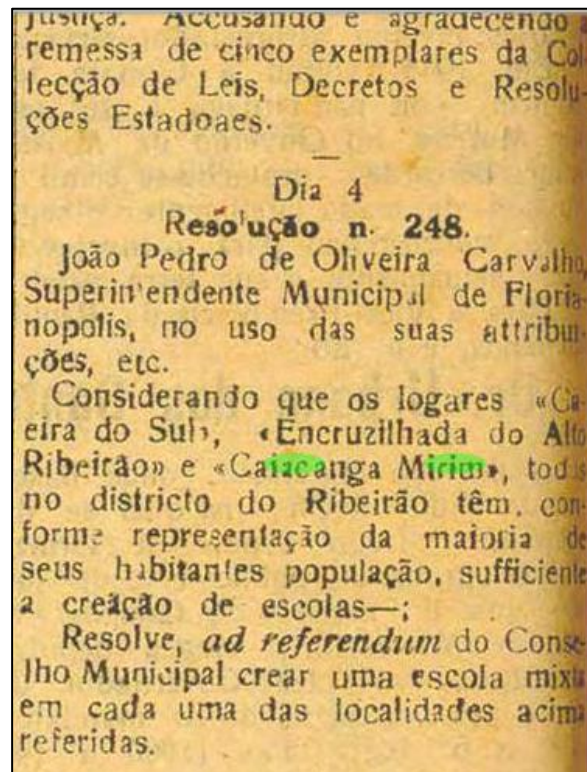 justiça. Accusando e agradecendo
remessa de cinco exemplares da Col
lecção de Leis, Decretos e Resolu-
ções Estadoaes.
—
Dia 4
Resolução n. 248.
João Pedro de Oliveira Carvalho,
Superintendente Municipal de Floria
nopolis, no uso das suas attribui-
ções, etc.
Considerando que os logares «Ca-
eira do Sul», «Encruzilhada do Alto
Ribeirão» e «Caiacanga Mirim»,
no districto do Ribeirão têm, con-
forme representação da maioria de
seus habitantes população, sufficiente
a creação de escolas—;
Resolve, ad referendum do Conse-
lho Municipal crear uma escola mixta
em cada uma das localidades acima
referidas.